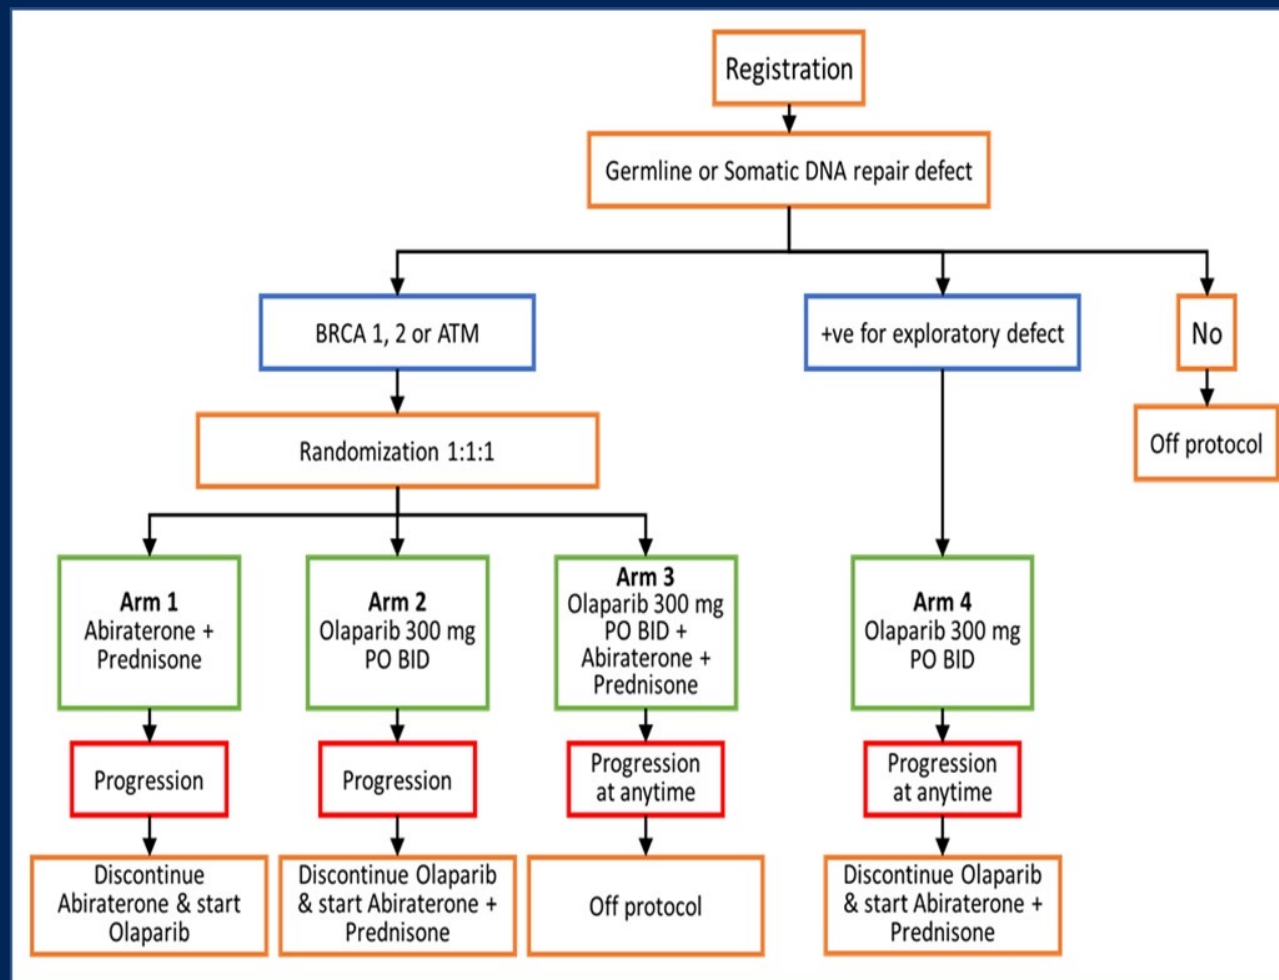 Registration
Germline or Somatic DNA repair defect
BRCA 1, 2 or ATM
+ve for exploratory defect
No
Off protocol
Randomization 1:1:1
Arm 1
Abiraterone +
Prednisone
Arm 2
Olaparib 300 mg
PO BID
Arm 3
Olaparib 300 mg
PO BID +
Abiraterone +
Prednisone
Arm 4
Olaparib 300 mg
PO BID
Progression
Progression
Progression
at anytime
Progression
at anytime
Discontinue
Abiraterone & start
Olaparib
Discontinue Olaparib
& start Abiraterone +
Prednisone
Off protocol
Discontinue Olaparib
& start Abiraterone +
Prednisone